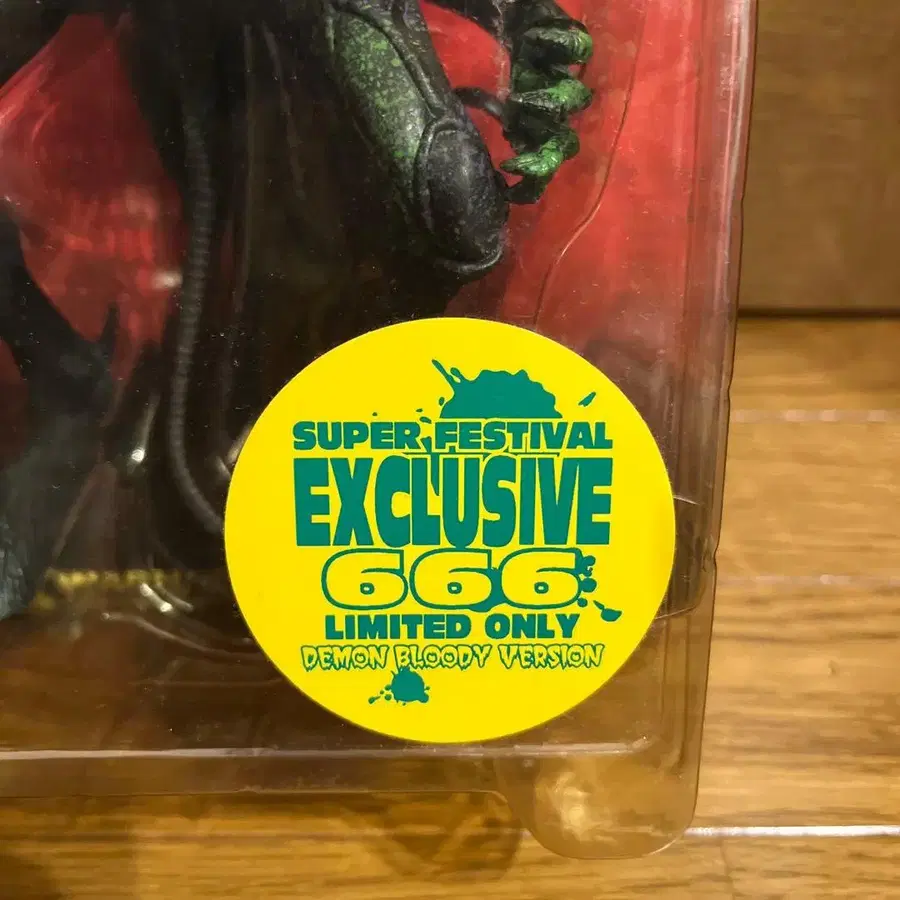 SUPER FESTIVAL
EXCLUSIVE
666
LIMITED ONLY
DEMON BLOODY VERSION